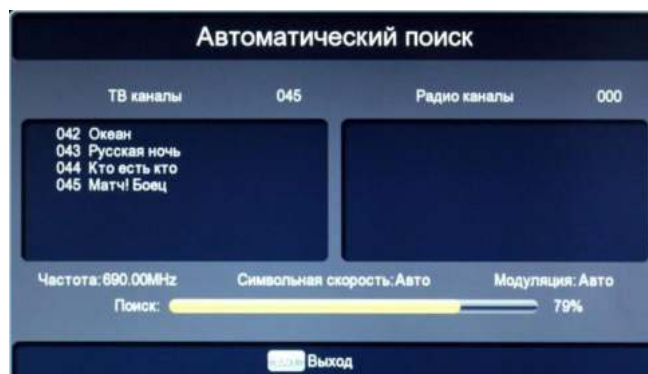 Автоматический поиск
ТВ каналы 045 Радио каналы 000
042 Океан
043 Русская ночь
044 Кто есть кто
045 Матч! Боец
Частота:690.00MHz Символьная скорость:Авто Модуляция:Авто
Поиск: 79%
Выход